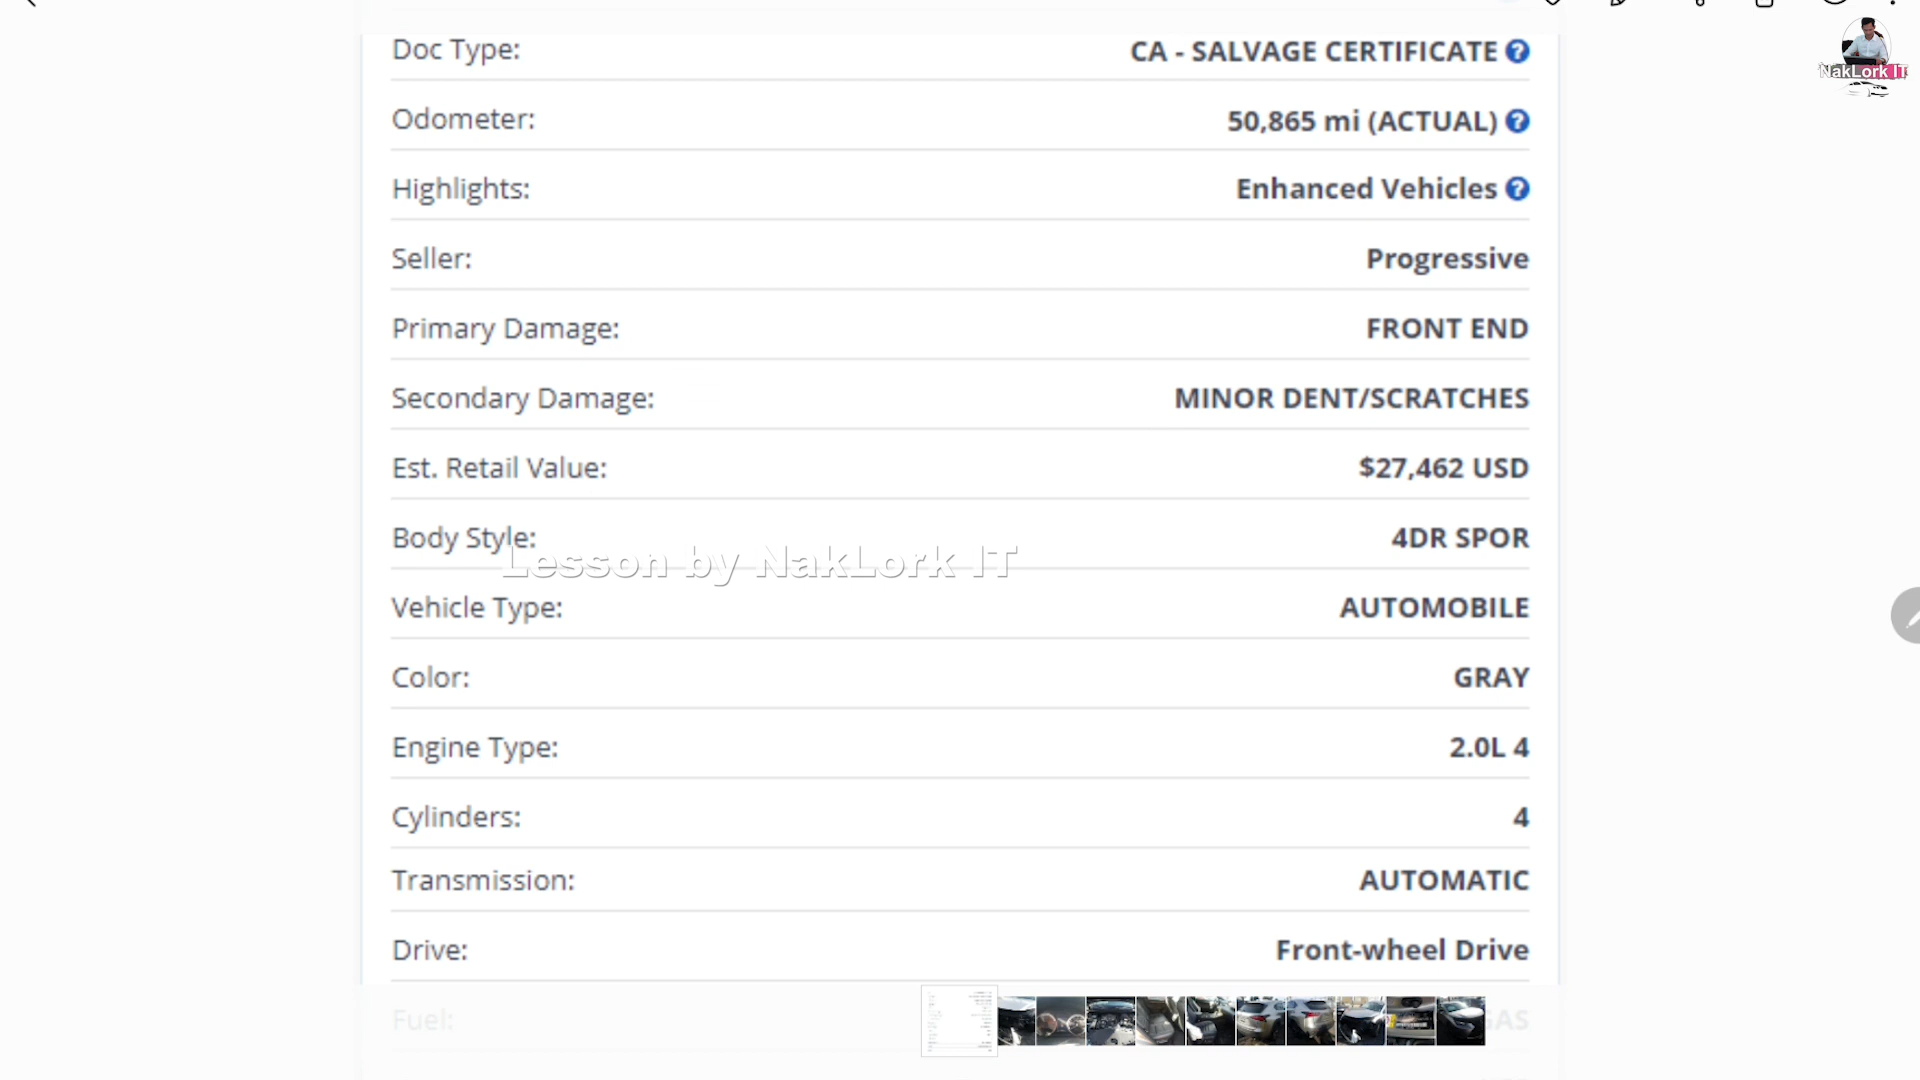 Doc Type: CA - SALVAGE CERTIFICATE
NakLork IT
Odometer: 50,865 mi (ACTUAL)
Highlights: Enhanced Vehicles
Seller: Progressive
Primary Damage: FRONT END
Secondary Damage: MINOR DENT/SCRATCHES
Est. Retail Value: $27,462 USD
Body Style: 4DR SPOR
Lesson by NakLork IT
Vehicle Type: AUTOMOBILE
Color: GRAY
Engine Type: 2.0L 4
Cylinders: 4
Transmission: AUTOMATIC
Drive: Front-wheel Drive
Fuel: GAS